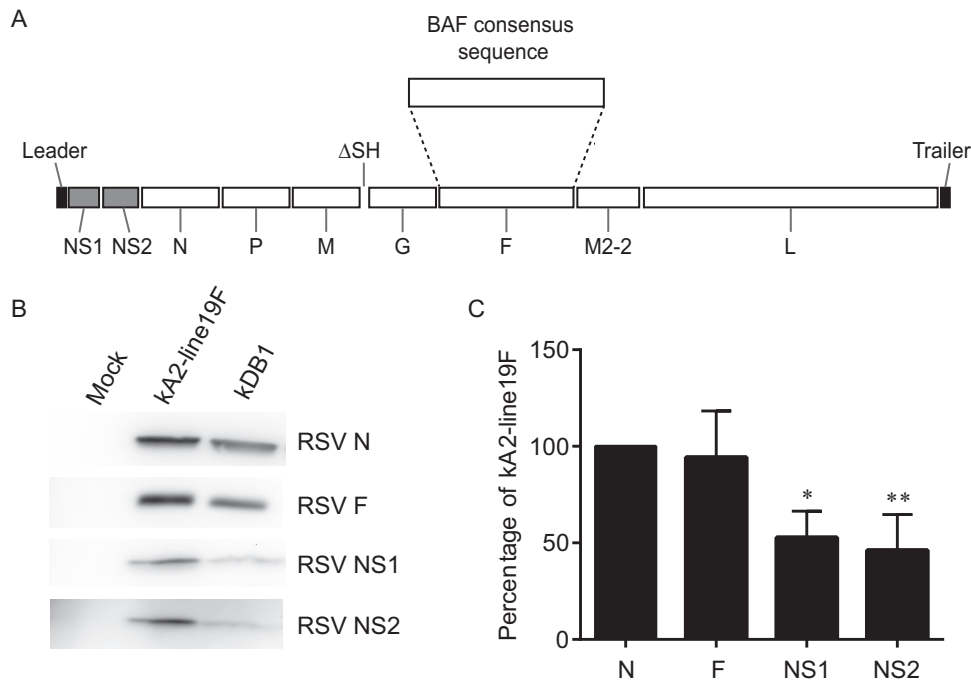 A
BAF consensus
sequence
Leader
ΔSH
Trailer
NS1
NS2
N
P
M
G
F
M2-2
L
B
Mock
kA2-line19F
kDB1
RSV N
RSV F
RSV NS1
RSV NS2
C
Percentage of kA2-line19F
150
100
50
0
*
**
N
F
NS1
NS2